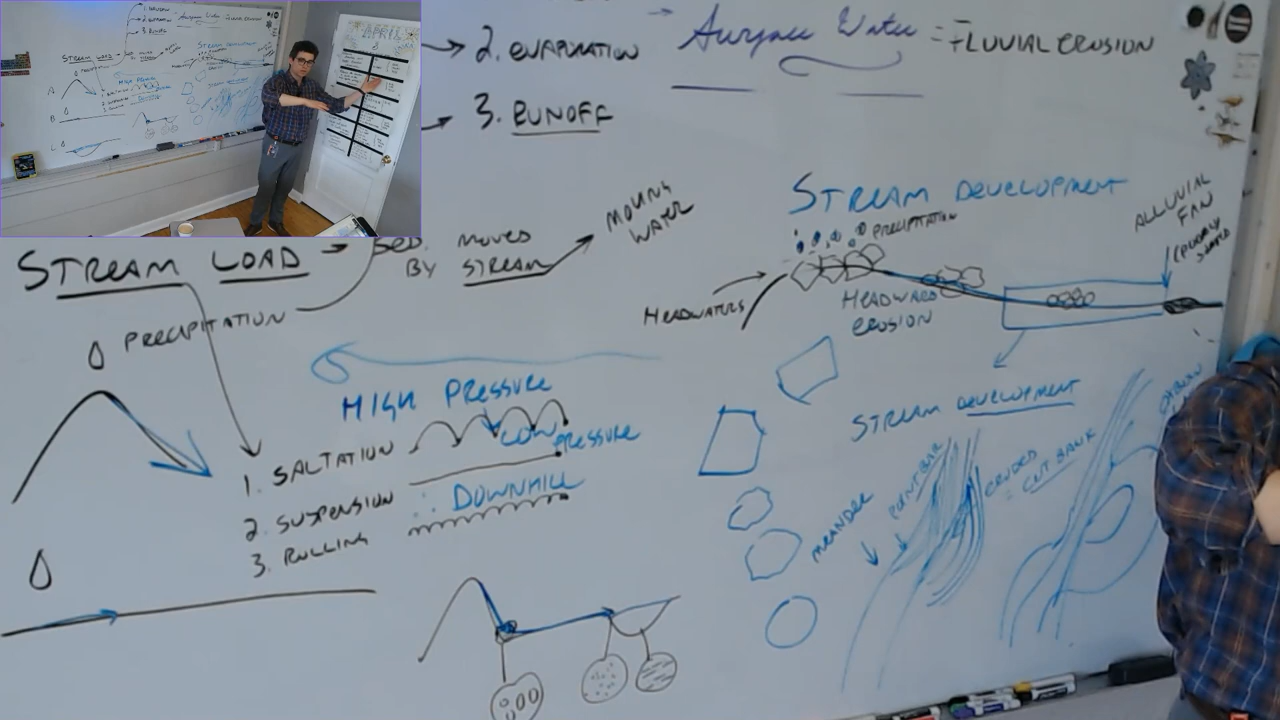 2. EVAPORATION
3. RUNOFF
Surface Water = FLUVIAL EROSION
STREAM LOAD → SED. MOVED
BY STREAM
MOVING
WATER
PRECIPITATION
HIGH PRESSURE
LOW PRESSURE
1. SALTATION
2. SUSPENSION
3. ROLLING
∴ DOWNHILL
STREAM DEVELOPMENT
PRECIPITATION
HEADWATERS
HEADWARD
EROSION
ALLUVIAL
FAN
STREAM DEVELOPMENT
MEANDER
POINT BAR
ERODED
= CUT BANK
APRIL